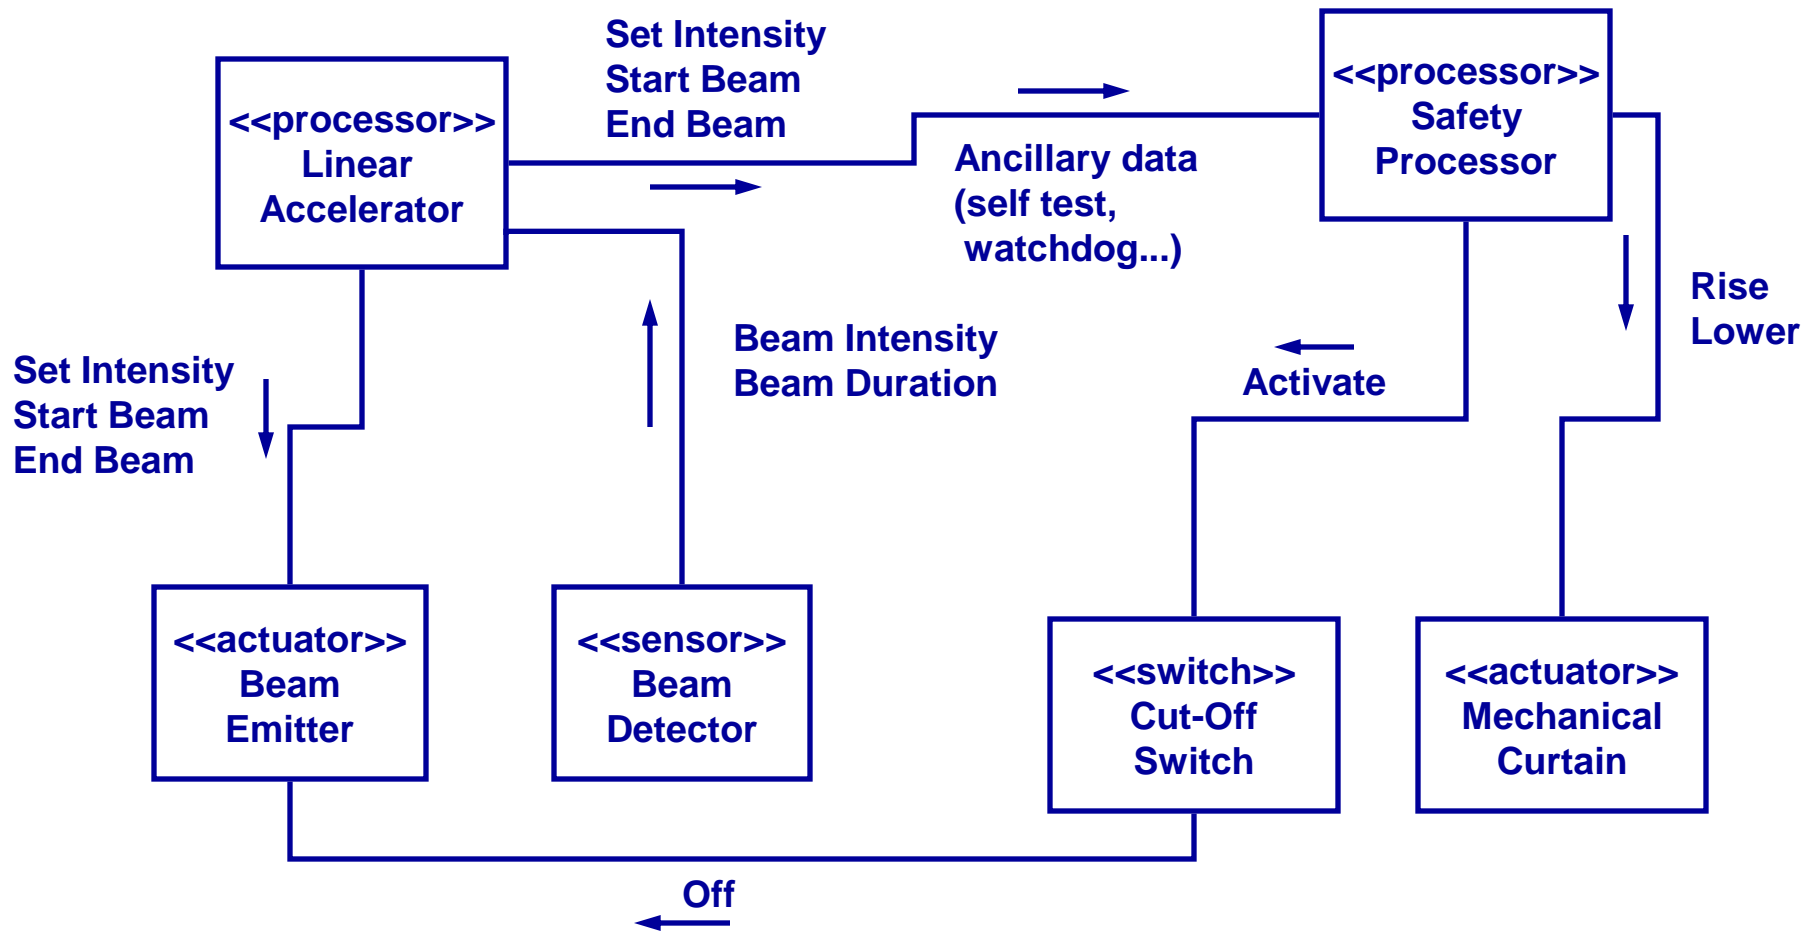 Set Intensity
Start Beam
End Beam
<<processor>>
Linear
Accelerator
<<processor>>
Safety
Processor
Ancillary data
(self test,
watchdog...)
Rise
Lower
Set Intensity
Start Beam
End Beam
Beam Intensity
Beam Duration
Activate
<<actuator>>
Beam
Emitter
<<sensor>>
Beam
Detector
<<switch>>
Cut-Off
Switch
<<actuator>>
Mechanical
Curtain
Off